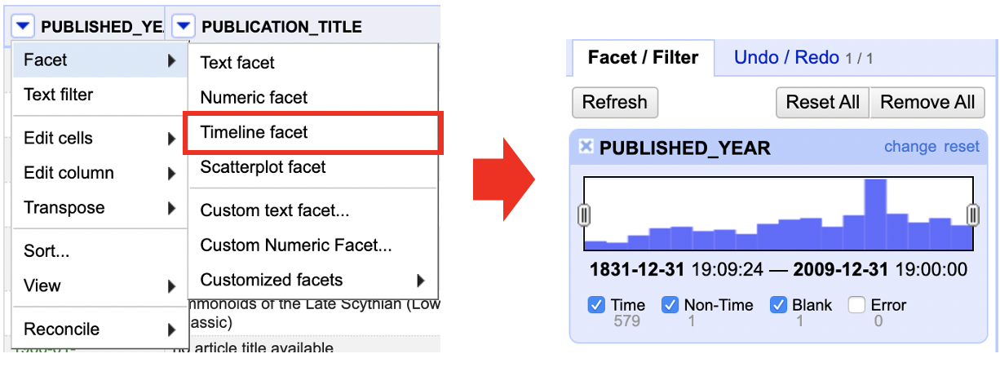 PUBLISHED_YEA
PUBLICATION_TITLE
Facet
Text filter
Edit cells
Edit column
Transpose
Sort...
View
Reconcile
Text facet
Numeric facet
Timeline facet
Scatterplot facet
Custom text facet...
Custom Numeric Facet...
Customized facets
mmonoids of the Late Scythian (Low
assic)
no article title available
Facet / Filter
Undo / Redo 1 / 1
Refresh
Reset All
Remove All
PUBLISHED_YEAR
change reset
1831-12-31 19:09:24 — 2009-12-31 19:00:00
Time Non-Time Blank Error
579 1 1 0